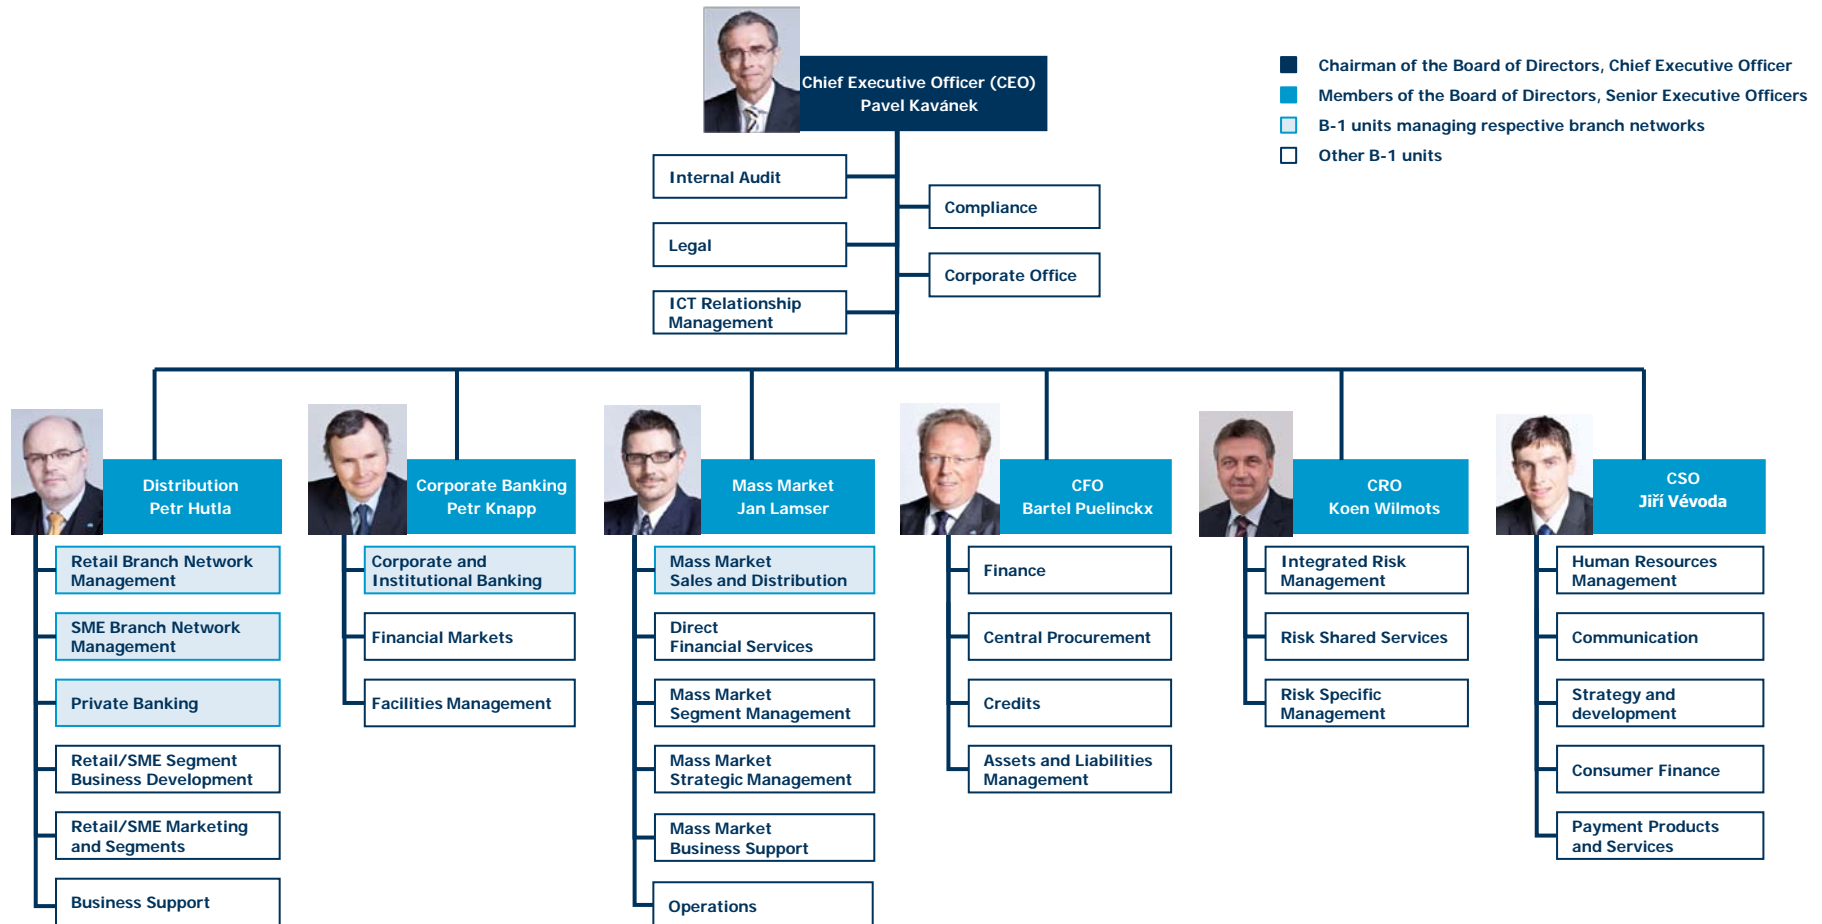 Chief Executive Officer (CEO)
Pavel Kavánek
Chairman of the Board of Directors, Chief Executive Officer
Members of the Board of Directors, Senior Executive Officers
B-1 units managing respective branch networks
Other B-1 units
Internal Audit
Compliance
Legal
Corporate Office
ICT Relationship
Management
Distribution
Petr Hutla
Retail Branch Network
Management
SME Branch Network
Management
Private Banking
Retail/SME Segment
Business Development
Retail/SME Marketing
and Segments
Business Support
Corporate Banking
Petr Knapp
Corporate and
Institutional Banking
Financial Markets
Facilities Management
Mass Market
Jan Lamser
Mass Market
Sales and Distribution
Direct
Financial Services
Mass Market
Segment Management
Mass Market
Strategic Management
Mass Market
Business Support
Operations
CFO
Bartel Puelinckx
Finance
Central Procurement
Credits
Assets and Liabilities
Management
CRO
Koen Wilmots
Integrated Risk
Management
Risk Shared Services
Risk Specific
Management
CSO
Jiří Vévoda
Human Resources
Management
Communication
Strategy and
development
Consumer Finance
Payment Products
and Services